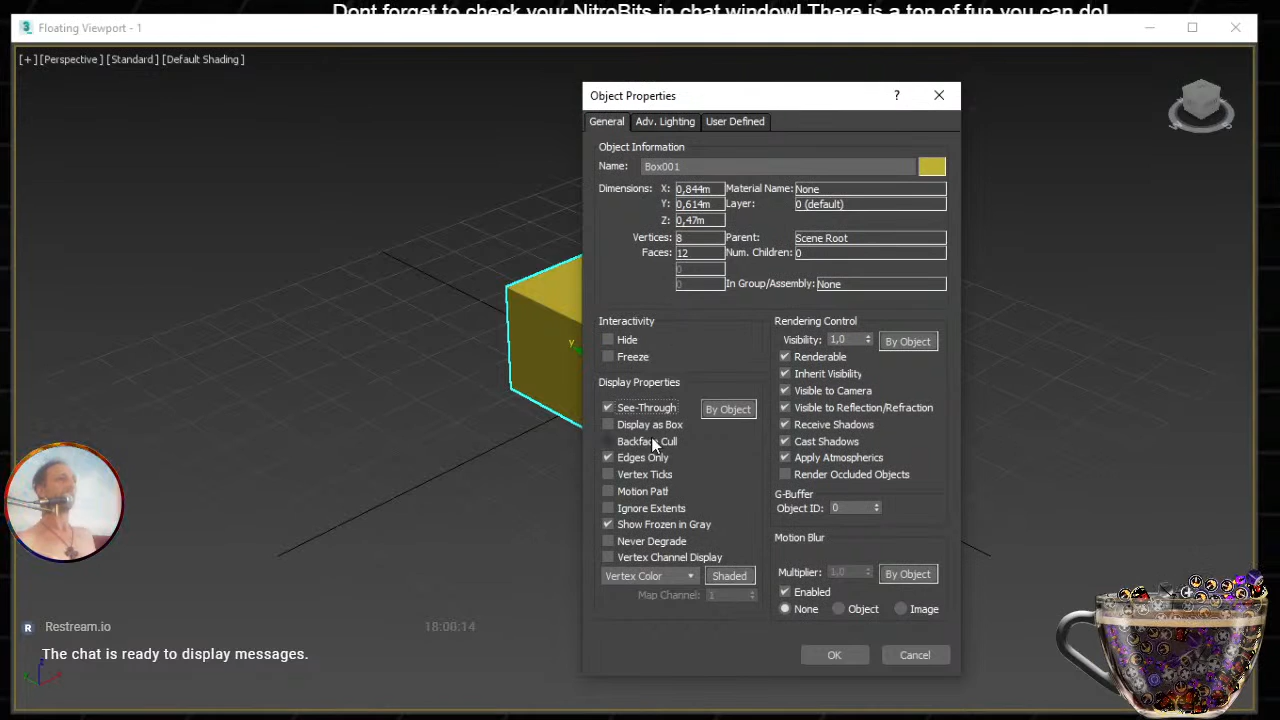 Dont forget to check your NitroBits in chat window! There is a ton of fun you can do!
Floating Viewport - 1
[+] [Perspective ] [Standard ] [Default Shading ]
Object Properties
?
General
Adv. Lighting
User Defined
Object Information
Name: Box001
Dimensions: X: 0,844m Material Name: None
Y: 0,614m Layer: 0 (default)
Z: 0,47m
Vertices: 8 Parent: Scene Root
Faces: 12 Num. Children: 0
0
0 In Group/Assembly: None
Interactivity
Hide
Freeze
Display Properties
See-Through By Object
Display as Box
Backface Cull
Edges Only
Vertex Ticks
Motion Path
Ignore Extents
Show Frozen in Gray
Never Degrade
Vertex Channel Display
Vertex Color Shaded
Map Channel: 1
Rendering Control
Visibility: 1,0 By Object
Renderable
Inherit Visibility
Visible to Camera
Visible to Reflection/Refraction
Receive Shadows
Cast Shadows
Apply Atmospherics
Render Occluded Objects
G-Buffer
Object ID: 0
Motion Blur
Multiplier: 1,0 By Object
Enabled
None Object Image
OK Cancel
y
R Restream.io 18:00:14
The chat is ready to display messages.